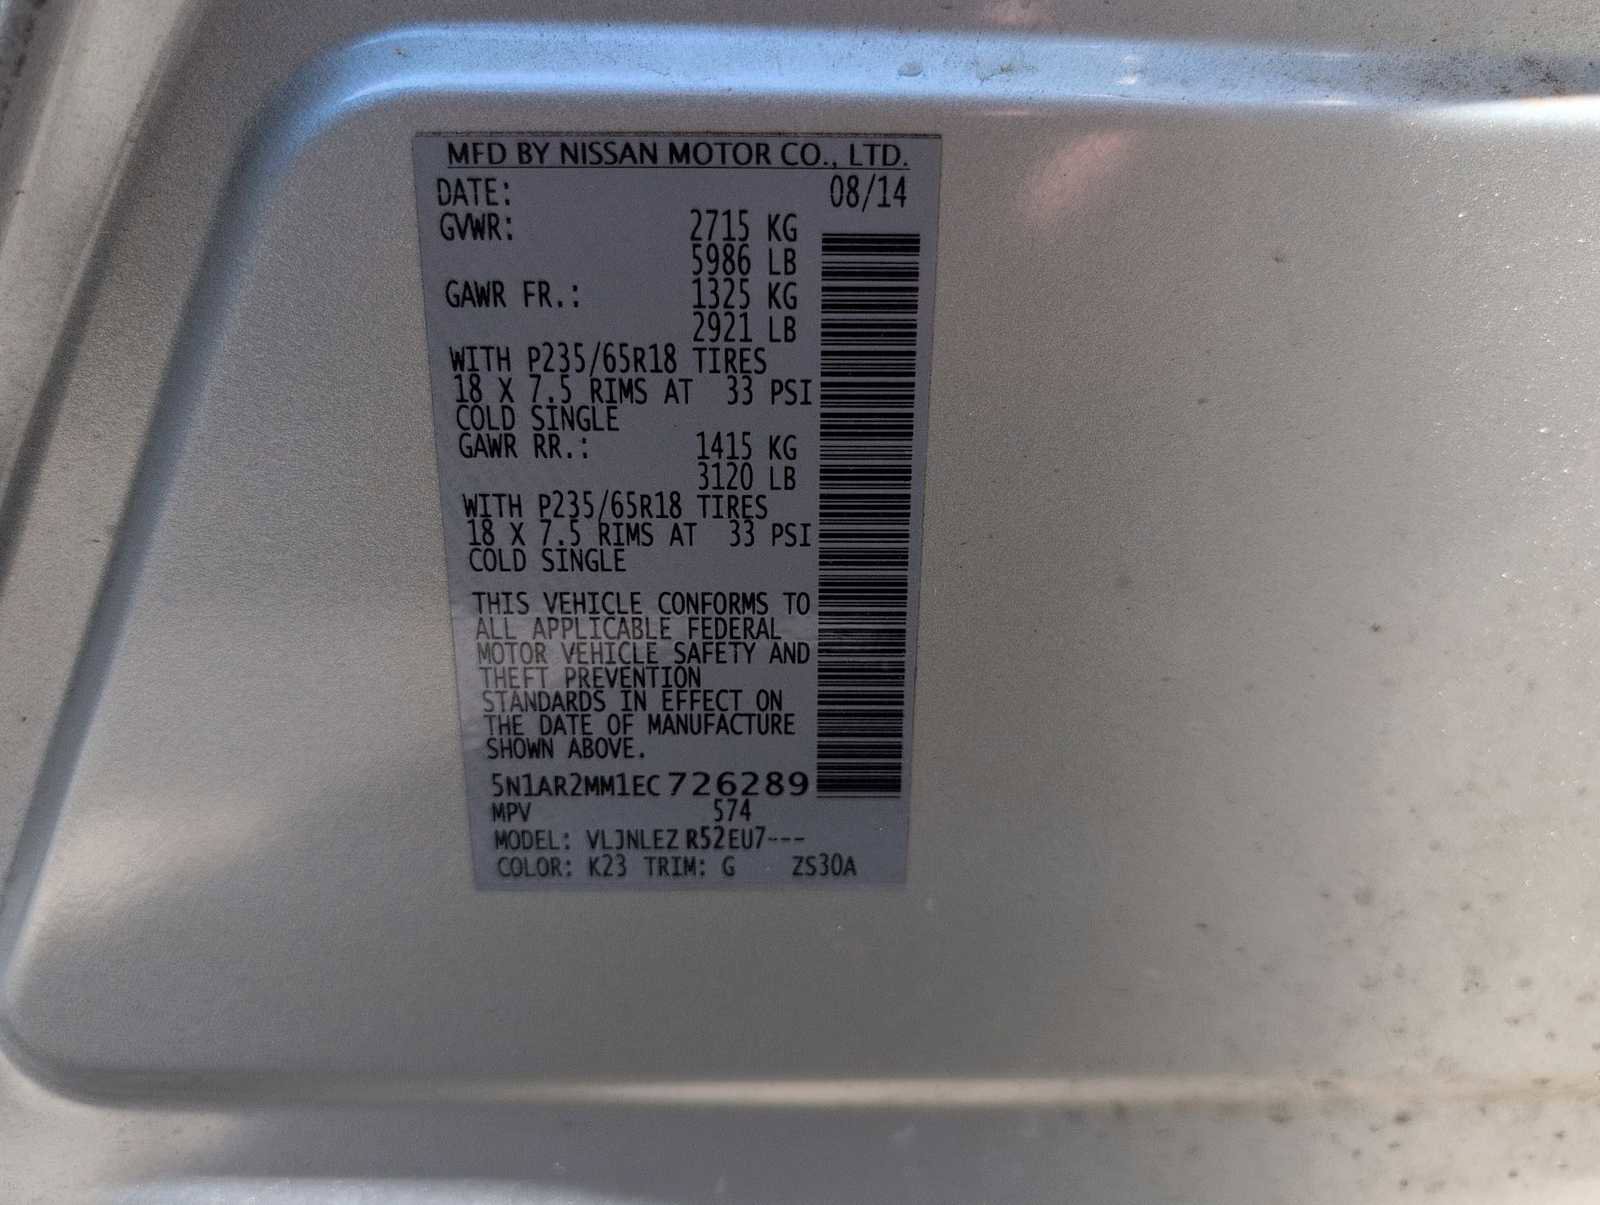 MFD BY NISSAN MOTOR CO., LTD.
DATE: 08/14
GVWR: 2715 KG
5986 LB
GAWR FR.: 1325 KG
2921 LB
WITH P235/65R18 TIRES
18 X 7.5 RIMS AT 33 PSI
COLD SINGLE
GAWR RR.: 1415 KG
3120 LB
WITH P235/65R18 TIRES
18 X 7.5 RIMS AT 33 PSI
COLD SINGLE
THIS VEHICLE CONFORMS TO
ALL APPLICABLE FEDERAL
MOTOR VEHICLE SAFETY AND
THEFT PREVENTION
STANDARDS IN EFFECT ON
THE DATE OF MANUFACTURE
SHOWN ABOVE.
5N1AR2MM1EC726289
MPV 574
MODEL: VLJNLEZ R52EU7---
COLOR: K23 TRIM: G ZS30A